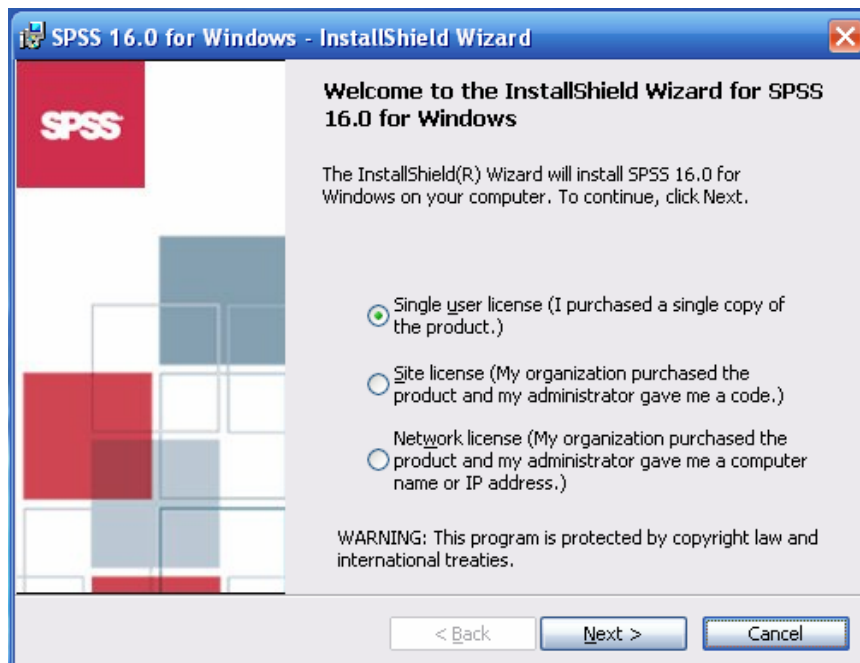 SPSS 16.0 for Windows - InstallShield Wizard
SPSS
Welcome to the InstallShield Wizard for SPSS
16.0 for Windows
The InstallShield(R) Wizard will install SPSS 16.0 for
Windows on your computer. To continue, click Next.
Single user license (I purchased a single copy of
the product.)
Site license (My organization purchased the
product and my administrator gave me a code.)
Network license (My organization purchased the
product and my administrator gave me a computer
name or IP address.)
WARNING: This program is protected by copyright law and
international treaties.
< Back
Next >
Cancel